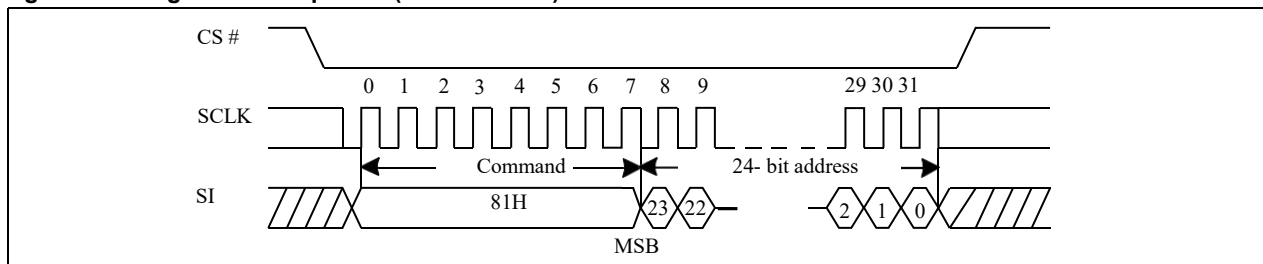 CS #
0 1 2 3 4 5 6 7 8 9 29 30 31
SCLK
Command 24- bit address
SI 81H 23 22 2 1 0
MSB